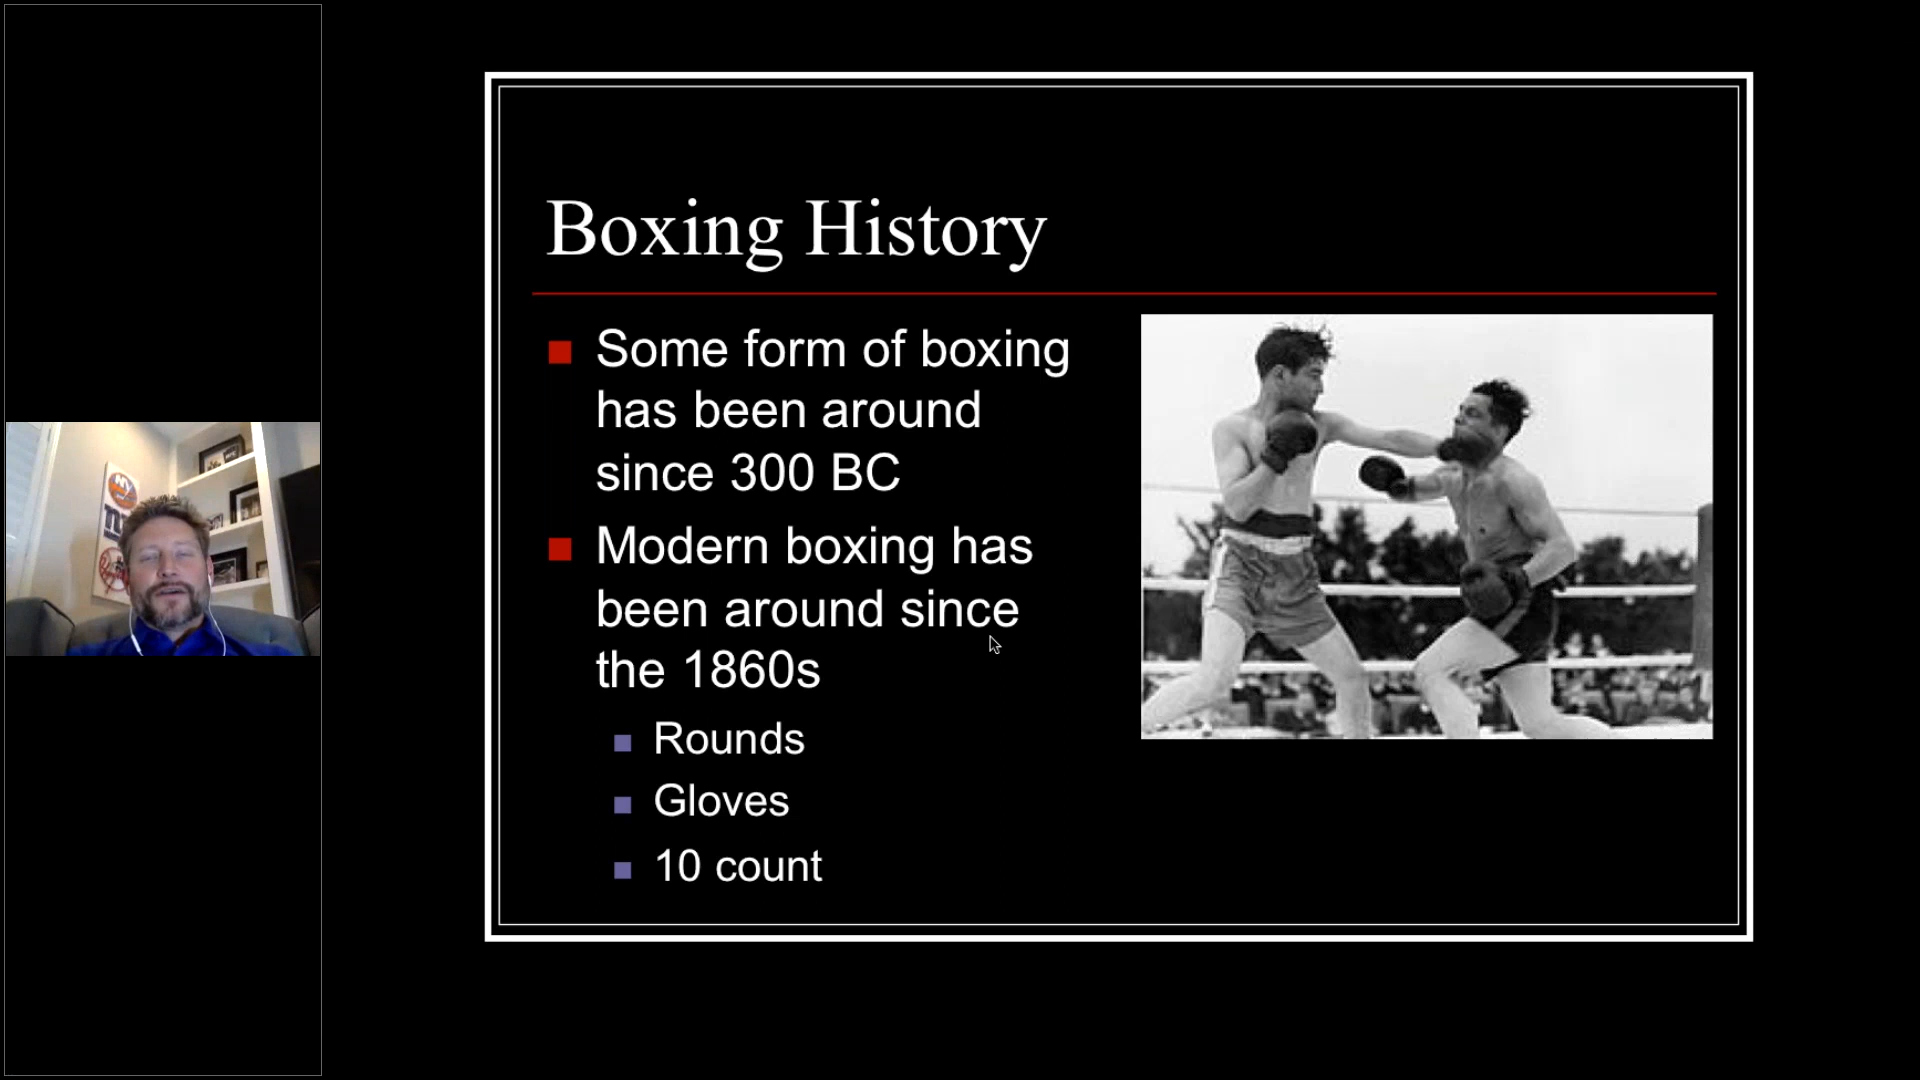 Boxing History
Some form of boxing
has been around
since 300 BC
Modern boxing has
been around since
the 1860s
Rounds
Gloves
10 count
NY